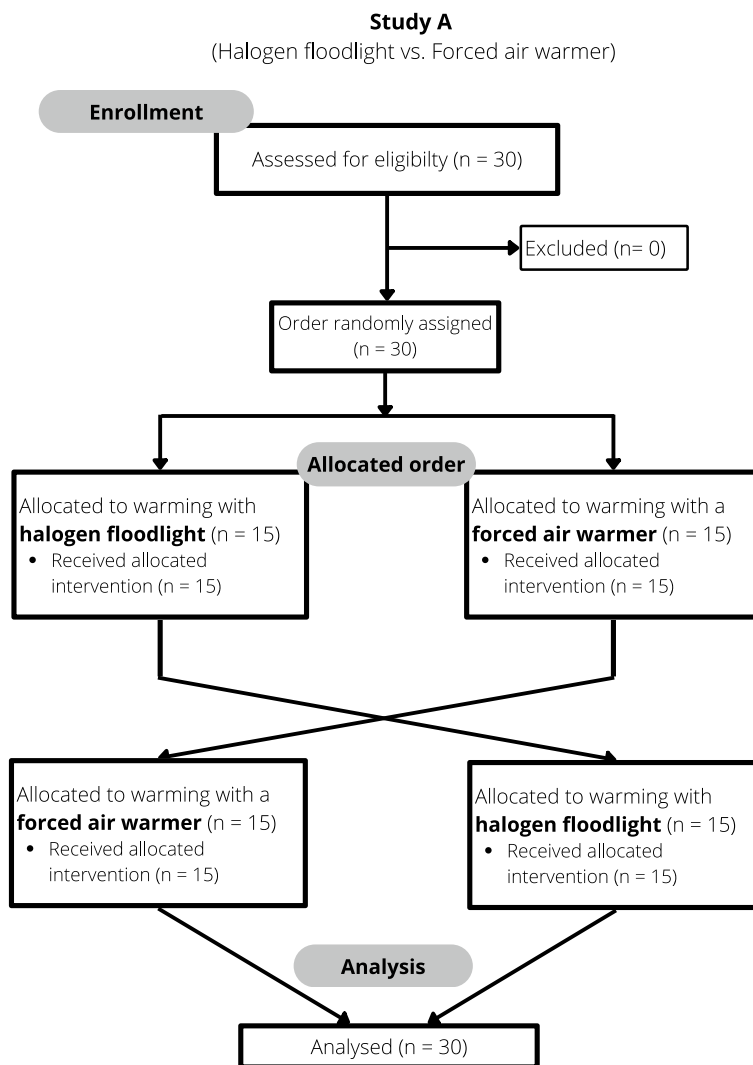 Study A
(Halogen floodlight vs. Forced air warmer)
Enrollment
Assessed for eligibilty (n = 30)
Excluded (n= 0)
Order randomly assigned
(n = 30)
Allocated order
Allocated to warming with
halogen floodlight (n = 15)
• Received allocated
intervention (n = 15)
Allocated to warming with a
forced air warmer (n = 15)
• Received allocated
intervention (n = 15)
Allocated to warming with a
forced air warmer (n = 15)
• Received allocated
intervention (n = 15)
Allocated to warming with
halogen floodlight (n = 15)
• Received allocated
intervention (n = 15)
Analysis
Analysed (n = 30)